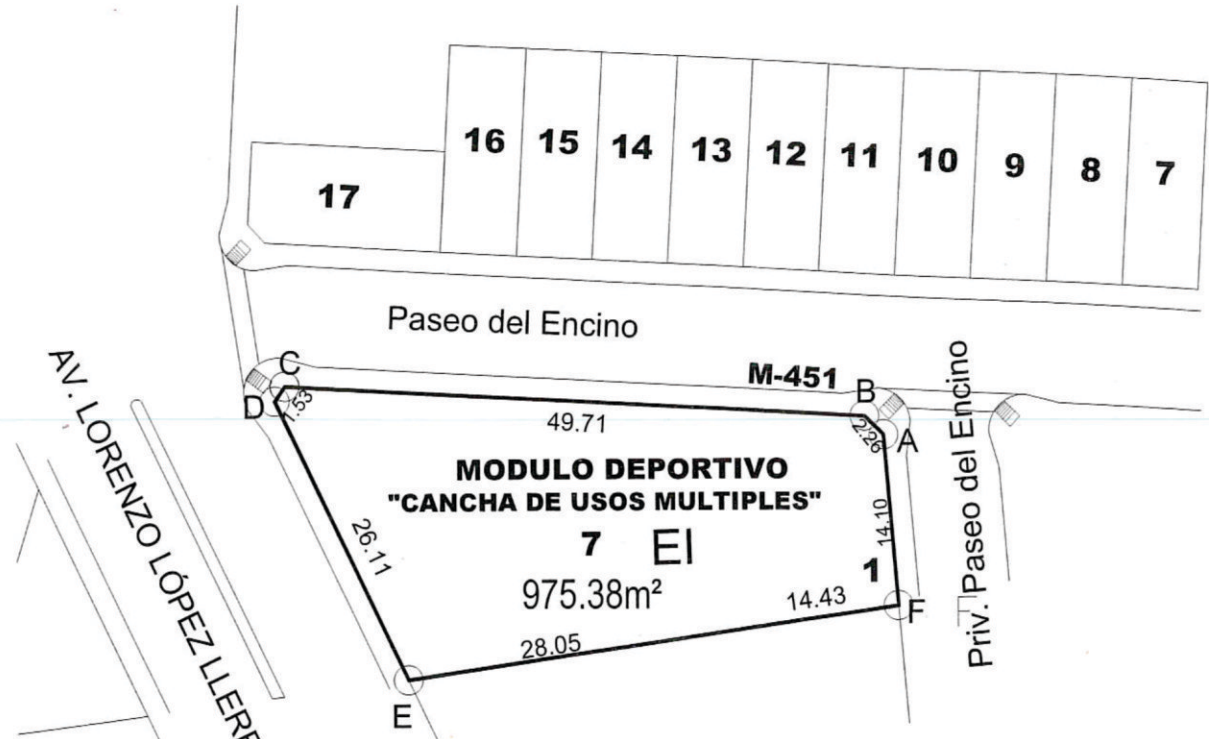 16 15 14 13 12 11 10 9 8 7
17
Paseo del Encino
M-451
C
B
D
A
1.53
49.71
2.26
AV. LORENZO LÓPEZ LLERE
Priv. Paseo del Encino
MODULO DEPORTIVO
"CANCHA DE USOS MULTIPLES"
26.11
7 EI
14.10
1
975.38m²
14.43
F
28.05
E